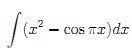 ∫(x² − cos πx)dx